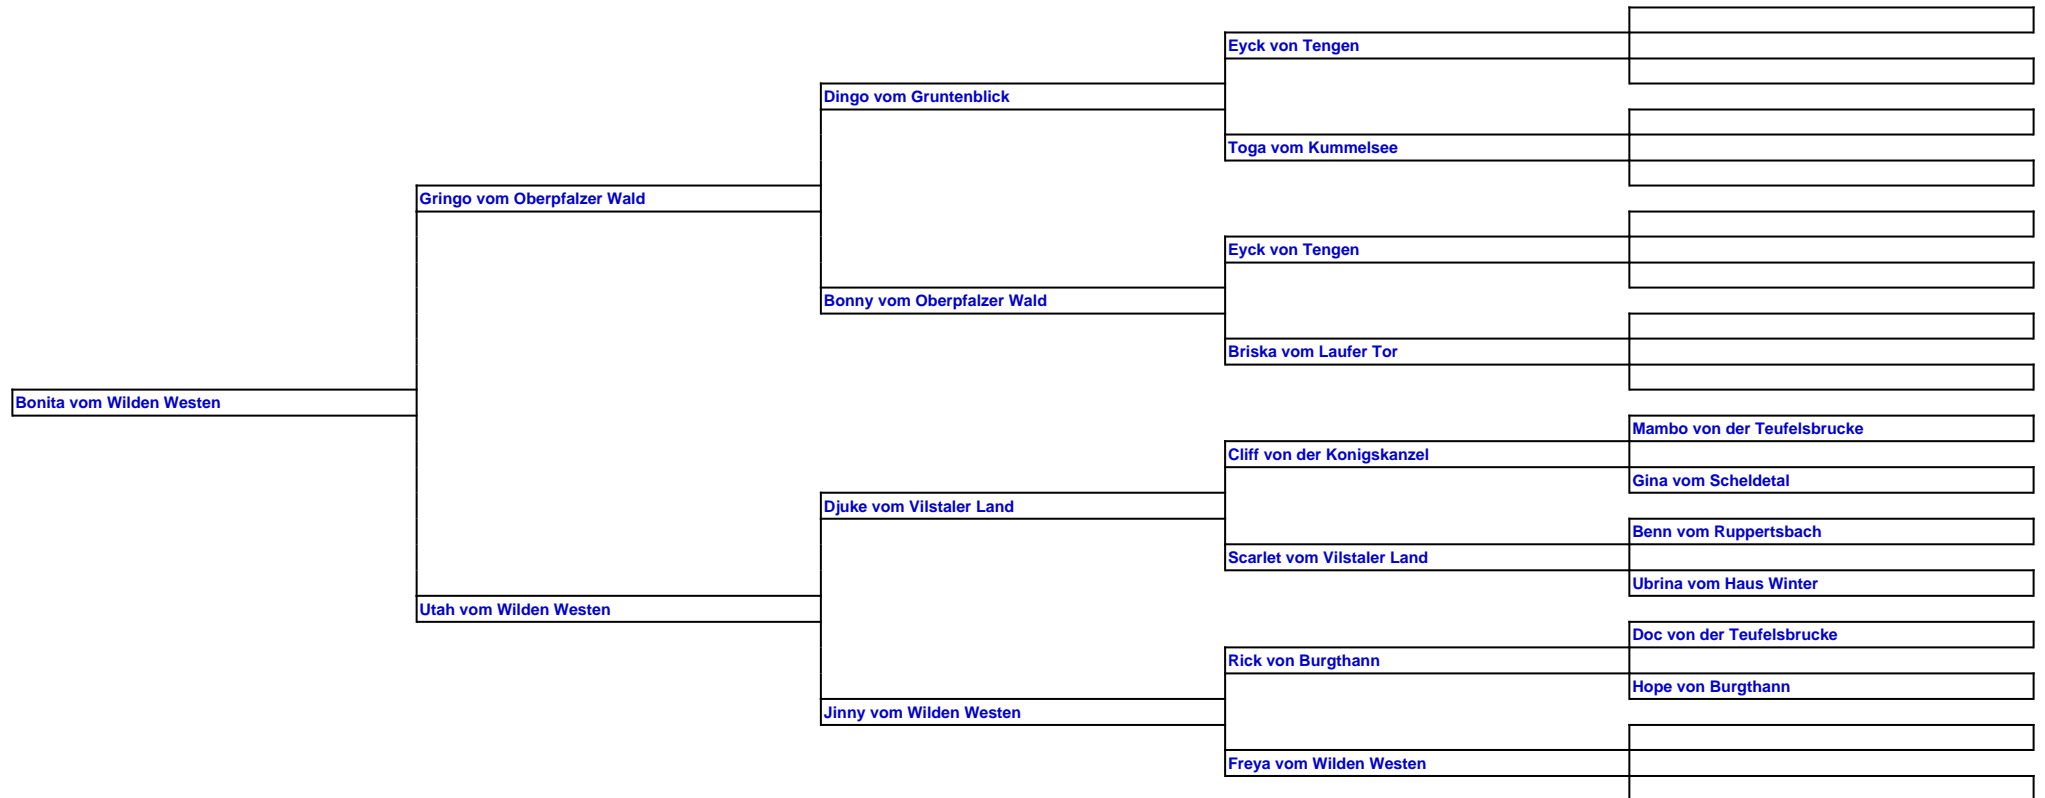 Eyck von Tengen
Dingo vom Gruntenblick
Toga vom Kummelsee
Gringo vom Oberpfalzer Wald
Eyck von Tengen
Bonny vom Oberpfalzer Wald
Briska vom Laufer Tor
Bonita vom Wilden Westen
Mambo von der Teufelsbrucke
Cliff von der Konigskanzel
Gina vom Scheldetal
Djuke vom Vilstaler Land
Benn vom Ruppertsbach
Scarlet vom Vilstaler Land
Ubrina vom Haus Winter
Utah vom Wilden Westen
Doc von der Teufelsbrucke
Rick von Burgthann
Hope von Burgthann
Jinny vom Wilden Westen
Freya vom Wilden Westen